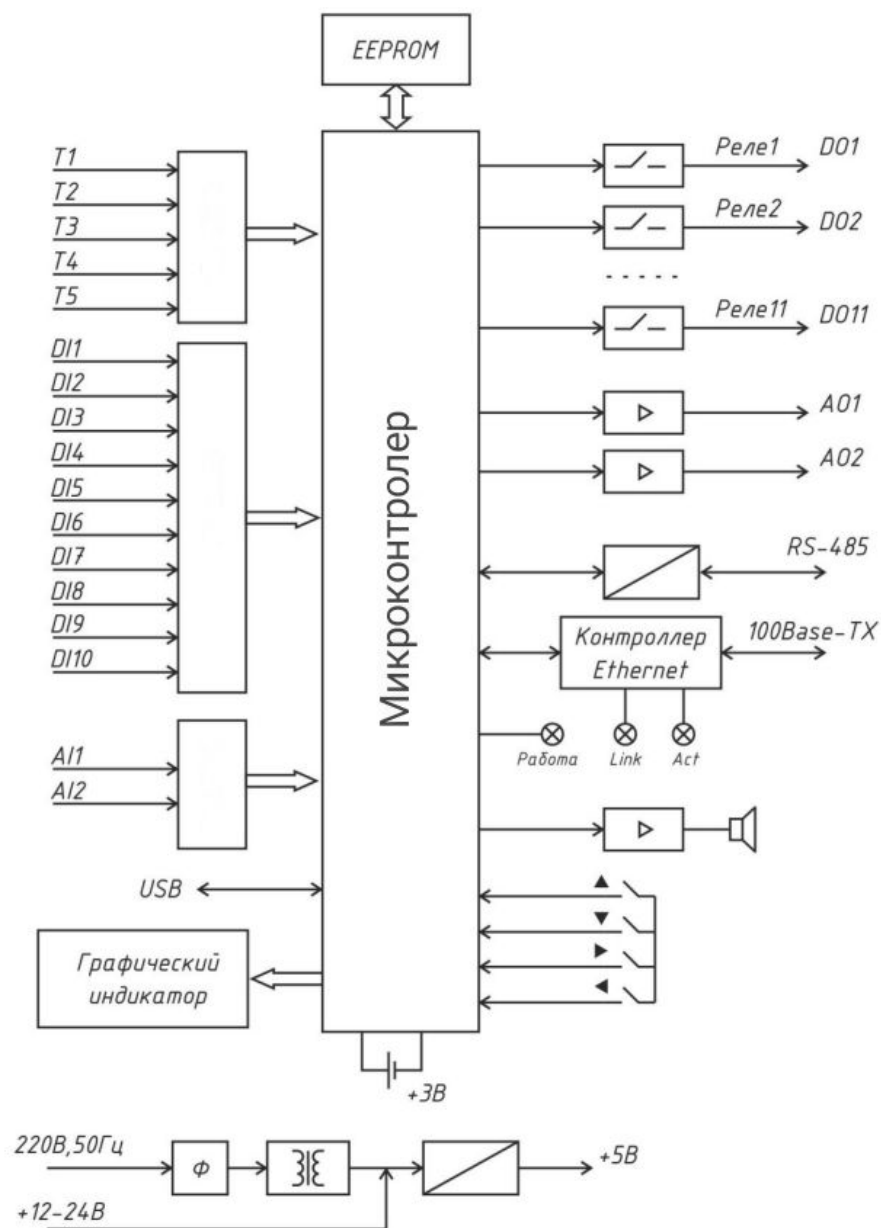 EEPROM
T1
T2
T3
T4
T5
DI1
DI2
DI3
DI4
DI5
DI6
DI7
DI8
DI9
DI10
AI1
AI2
USB
Графический
индикатор
Микроконтролер
+3В
Реле1 DO1
Реле2 DO2
Реле11 DO11
AO1
AO2
RS-485
Контроллер
Ethernet
100Base-TX
Работа Link Act
220В,50Гц
Ф
+5В
+12-24В